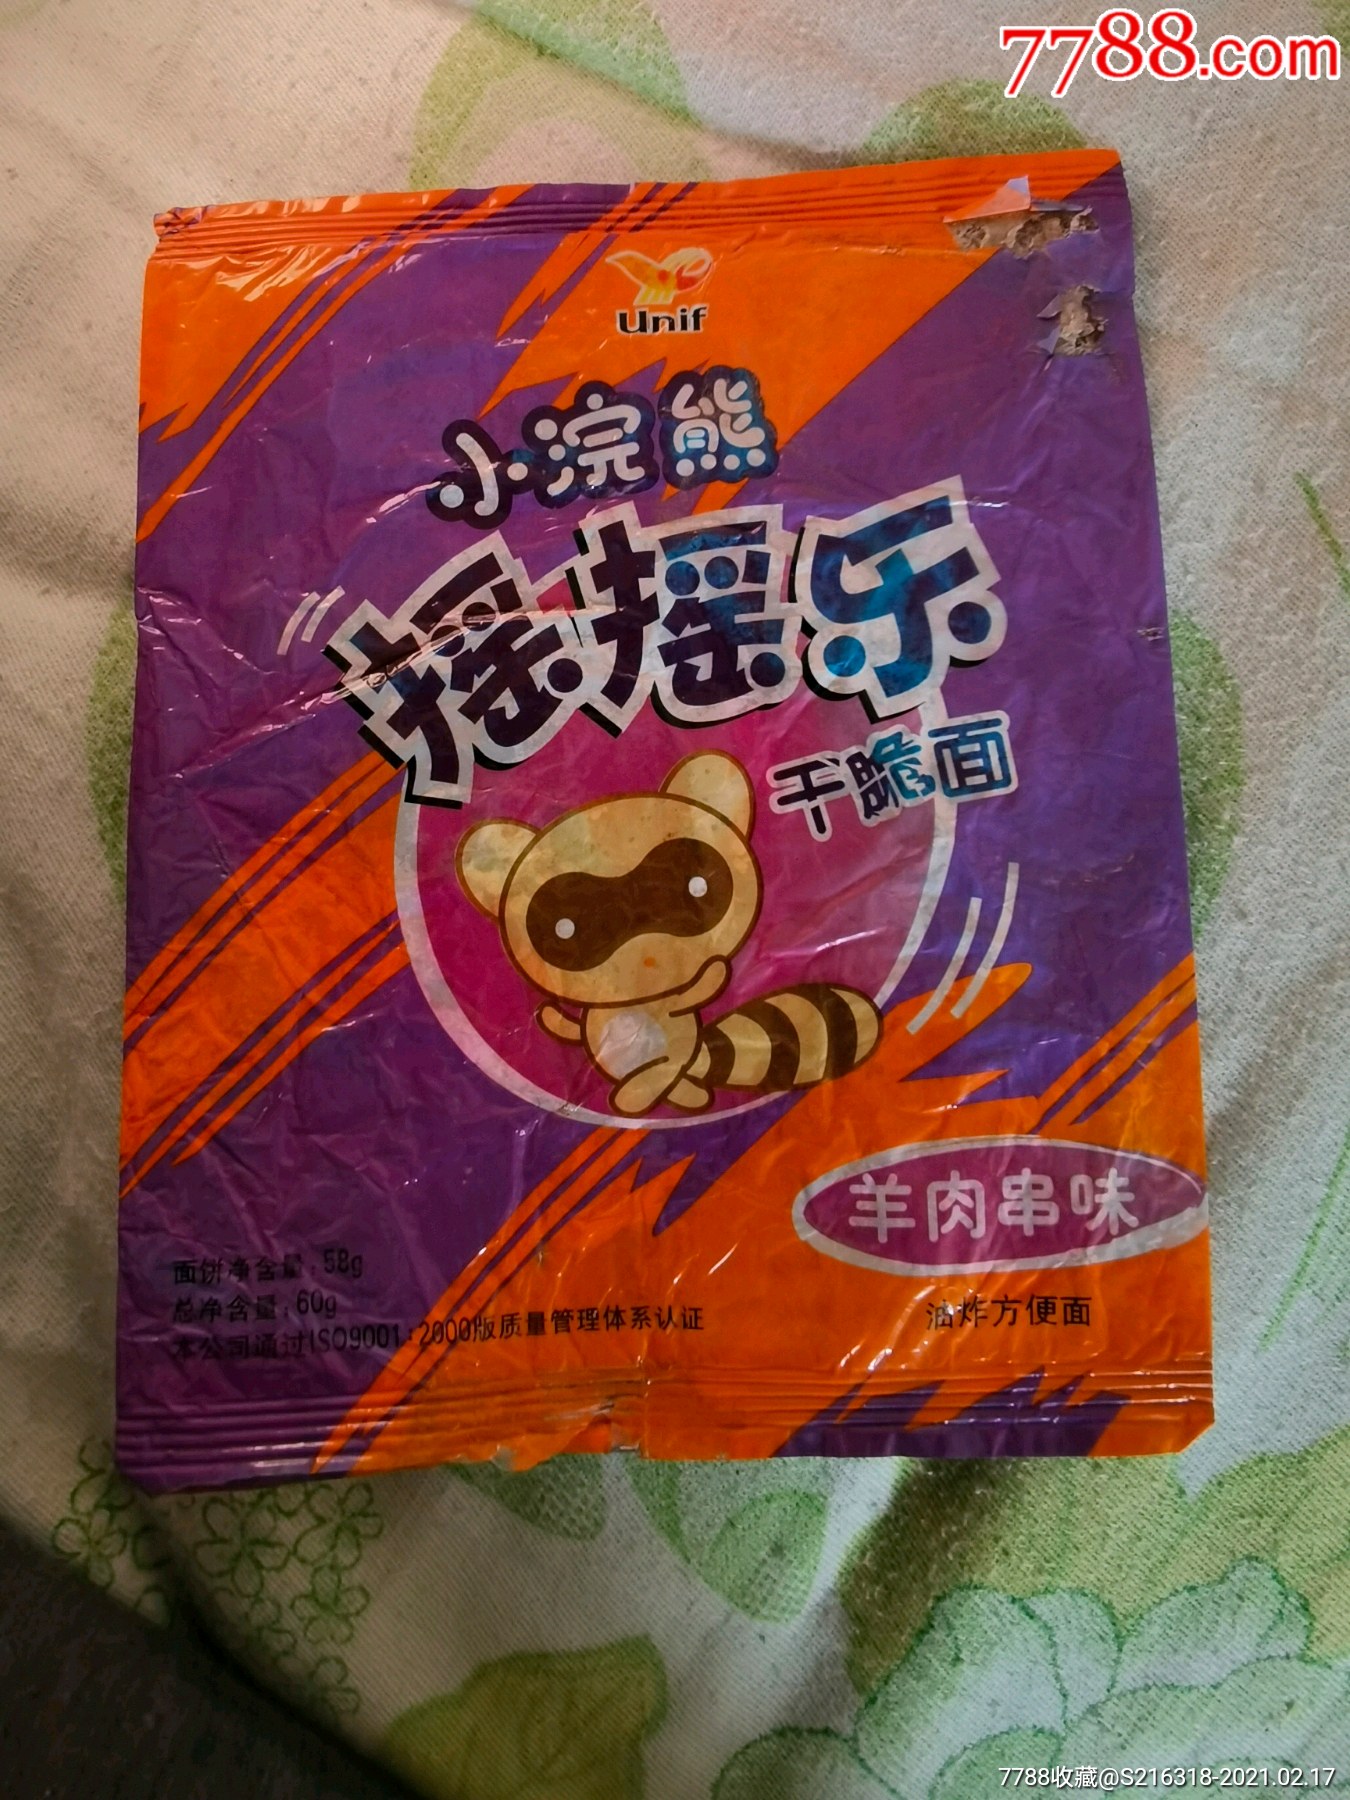 7788.com
Unif
小浣熊
摇摇乐
干脆面
羊肉串味
面饼净含量：58g
总净含量：60g
本公司通过ISO9001：2000版质量管理体系认证
油炸方便面
7788收藏@S216318-2021.02.17